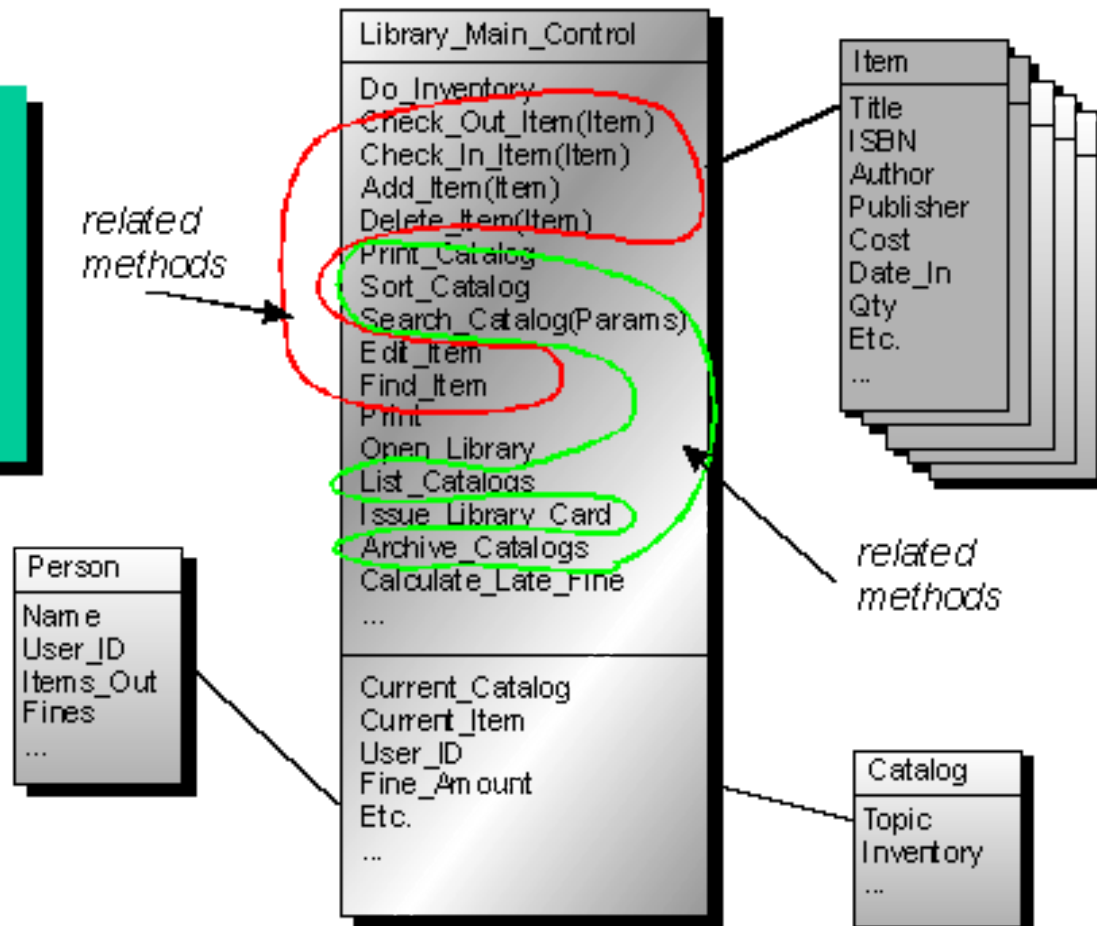 Library_Main_Control
Do_Inventory
Check_Out_Item(Item)
Check_In_Item(Item)
Add_Item(Item)
Delete_Item(Item)
Print_Catalog
Sort_Catalog
Search_Catalog(Params)
Edit_Item
Find_Item
Print
Open_Library
List_Catalogs
Issue_Library_Card
Archive_Catalogs
Calculate_Late_Fine
...
Current_Catalog
Current_Item
User_ID
Fine_Amount
Etc.
...
Item
Title
ISBN
Author
Publisher
Cost
Date_In
Qty
Etc.
...
related
methods
related
methods
Person
Name
User_ID
Items_Out
Fines
...
Catalog
Topic
Inventory
...